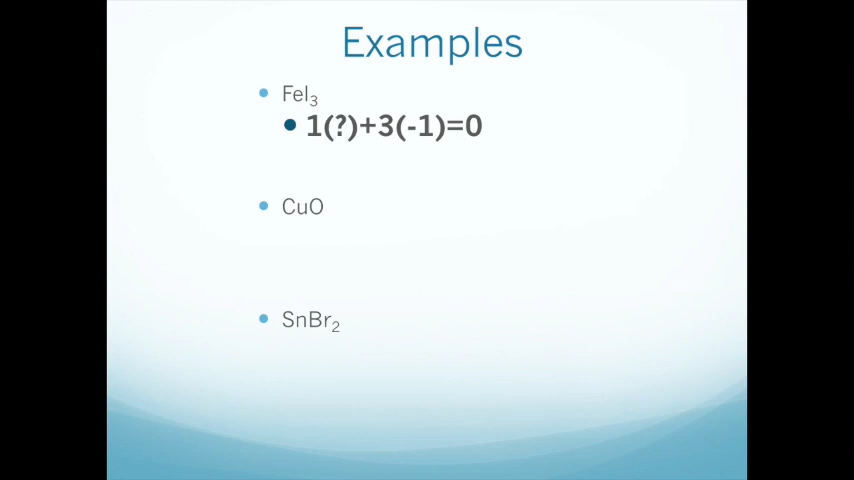 Examples
• FeI₃
• 1(?)+3(-1)=0
• CuO
• SnBr₂